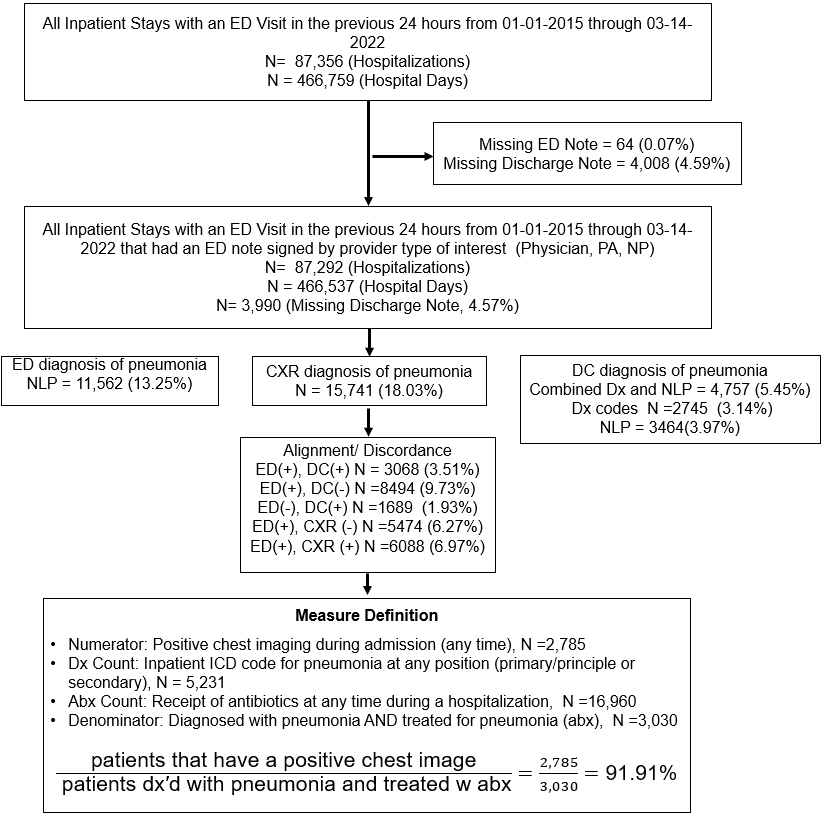 All Inpatient Stays with an ED Visit in the previous 24 hours from 01-01-2015 through 03-14-
2022
N= 87,356 (Hospitalizations)
N = 466,759 (Hospital Days)
Missing ED Note = 64 (0.07%)
Missing Discharge Note = 4,008 (4.59%)
All Inpatient Stays with an ED Visit in the previous 24 hours from 01-01-2015 through 03-14-
2022 that had an ED note signed by provider type of interest (Physician, PA, NP)
N= 87,292 (Hospitalizations)
N = 466,537 (Hospital Days)
N= 3,990 (Missing Discharge Note, 4.57%)
ED diagnosis of pneumonia
NLP = 11,562 (13.25%)
CXR diagnosis of pneumonia
N = 15,741 (18.03%)
DC diagnosis of pneumonia
Combined Dx and NLP = 4,757 (5.45%)
Dx codes N =2745 (3.14%)
NLP = 3464(3.97%)
Alignment/ Discordance
ED(+), DC(+) N = 3068 (3.51%)
ED(+), DC(-) N =8494 (9.73%)
ED(-), DC(+) N =1689 (1.93%)
ED(+), CXR (-) N =5474 (6.27%)
ED(+), CXR (+) N =6088 (6.97%)
Measure Definition
• Numerator: Positive chest imaging during admission (any time), N =2,785
• Dx Count: Inpatient ICD code for pneumonia at any position (primary/principle or
secondary), N = 5,231
• Abx Count: Receipt of antibiotics at any time during a hospitalization, N =16,960
• Denominator: Diagnosed with pneumonia AND treated for pneumonia (abx), N =3,030
patients that have a positive chest image
patients dx'd with pneumonia and treated w abx
= 2,785
3,030
= 91.91%